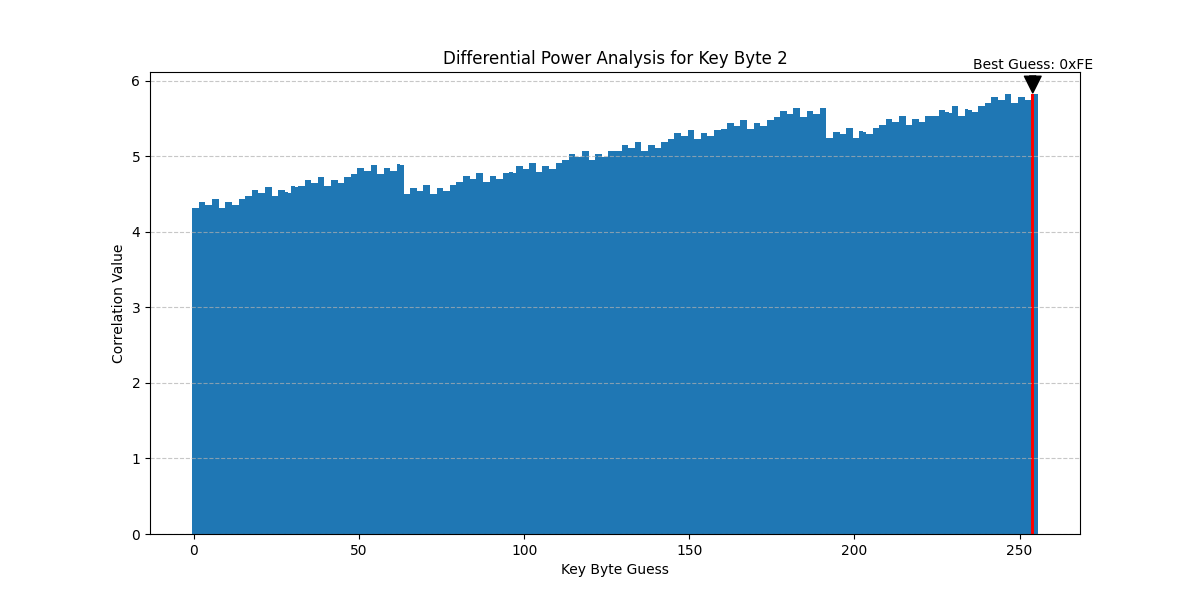 Differential Power Analysis for Key Byte 2
Best Guess: 0xFE
6
5
4
3
2
1
0
Correlation Value
0 50 100 150 200 250
Key Byte Guess